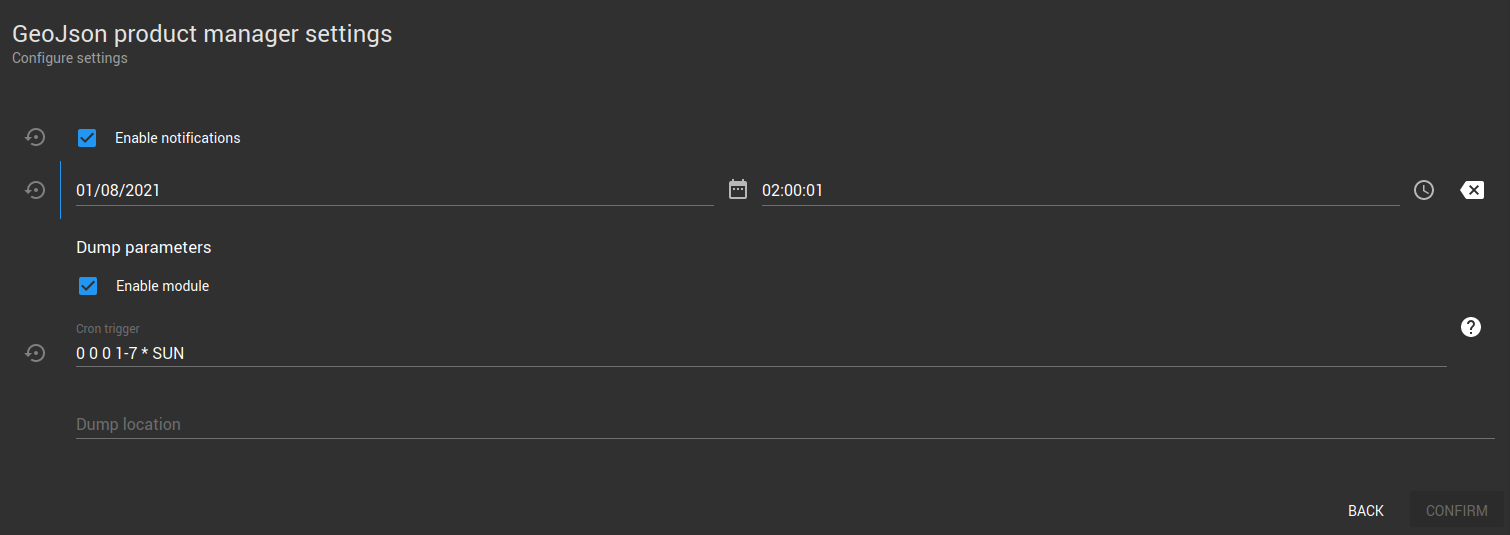 GeoJson product manager settings
Configure settings
Enable notifications
01/08/2021 02:00:01
Dump parameters
Enable module
Cron trigger
0 0 0 1-7 * SUN
Dump location
BACK CONFIRM